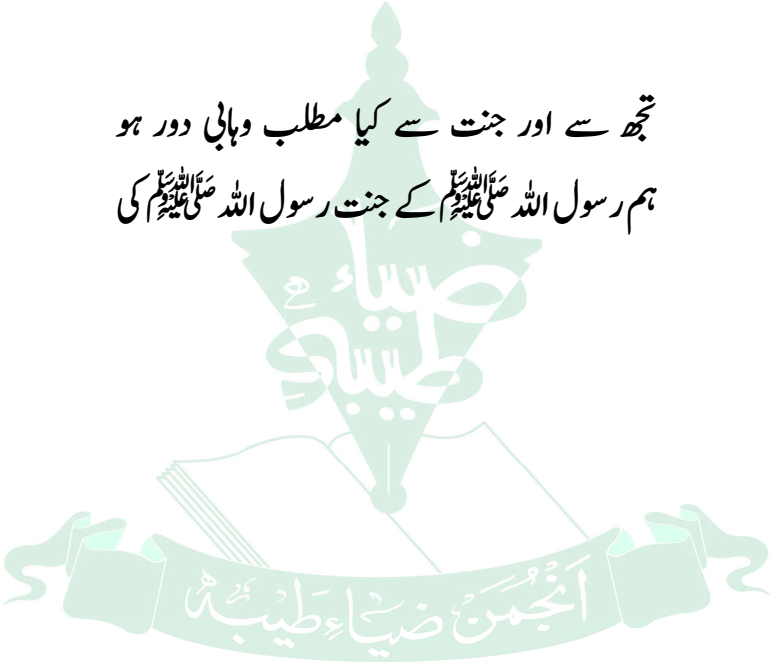 تجھ سے اور جنت سے کیا مطلب وہابی دور ہو
ہم رسول اللہ ﷺ کے جنت رسول اللہ ﷺ کی
ضیاء
طیبہ
انجمن ضیاءِ طیبہ